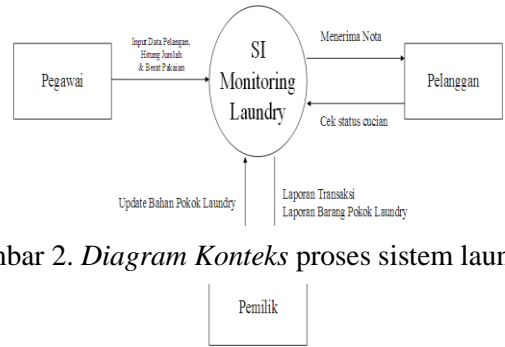 Input Data Pelangan,
Hitung Jumlah
& Berat Pakaian
Pegawai
SI
Monitoring
Laundry
Menerima Nota
Pelanggan
Cek status cucian
Update Bahan Pokok Laundry
Laporan Transaksi
Laporan Barang Pokok Laundry
mbar 2. Diagram Konteks proses sistem laun
Pemilik